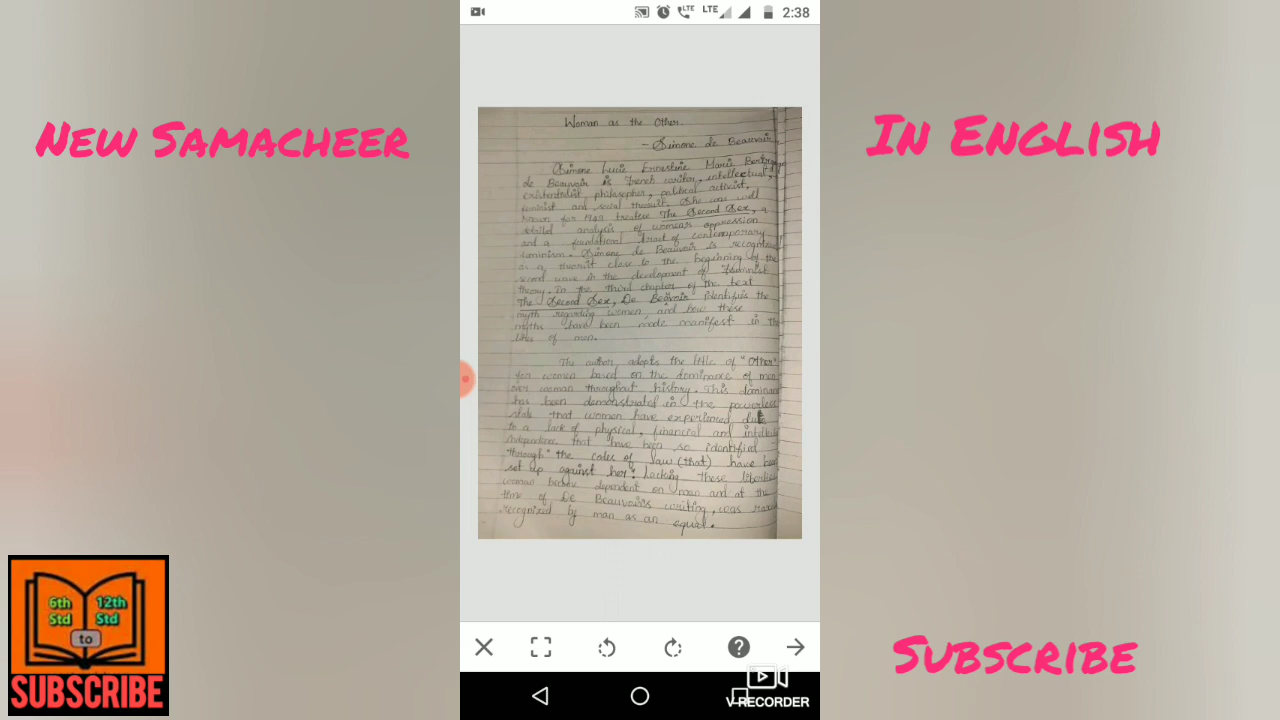 2:38
LTE
LTE
New Samacheer
In English
Woman as the Other.
- Simone de Beauvoir
Simone Lucie Ernestine Marie
de Beauvoir is French writer, intellectual,
existentialist, philosopher, political activist,
feminist and social theorist. She was well
known for 1949 treatise The Second Sex, a
detailed analysis of women's oppression
and a foundational tract of contemporary
feminism. Simone de Beauvoir is recognized
as a theorist close to the beginning of the
second wave in the development of Feminist
theory. In the third chapter of the text
The Second Sex, De Beauvoir identifies the
myth regarding women, and how these
myths have been made manifest in the
lives of men.
The author adopts the title of "Other"
for women based on the dominance of men
over woman throughout history. This
has been demonstrated in the powerless
state that women have experienced due
to a lack of physical, financial and
independence that have been so identified
"through" the codes of law (that) have been
set up against her". Lacking these liberties
woman became dependent on man and at the
time of De Beauvoir's writing, was
recognized by man as an equal.
6th
Std
to
12th
Std
SUBSCRIBE
Subscribe
V RECORDER